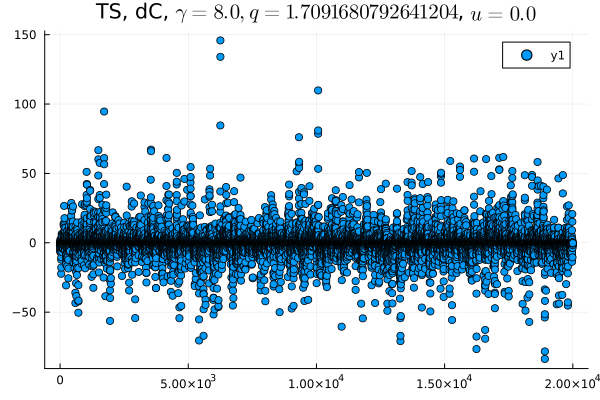 TS, dC, γ = 8.0, q = 1.7091680792641204, u = 0.0
y1
150
100
50
0
−50
0 5.00×10³ 1.00×10⁴ 1.50×10⁴ 2.00×10⁴